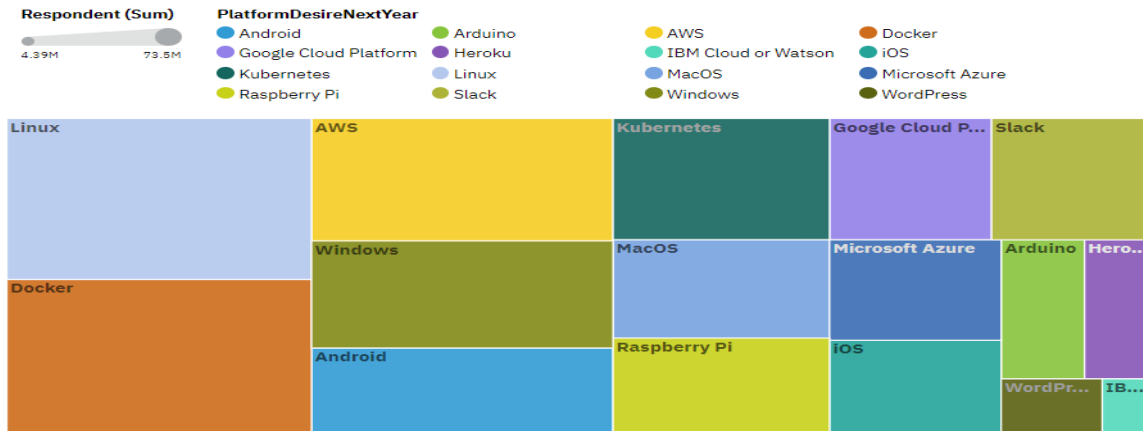 Respondent (Sum)
4.39M 73.5M
PlatformDesireNextYear
Android Arduino AWS Docker
Google Cloud Platform Heroku IBM Cloud or Watson iOS
Kubernetes Linux MacOS Microsoft Azure
Raspberry Pi Slack Windows WordPress
Linux AWS Kubernetes Google Cloud P... Slack
Windows MacOS Microsoft Azure Arduino Hero...
Docker
Android Raspberry Pi iOS
WordPr... IB...